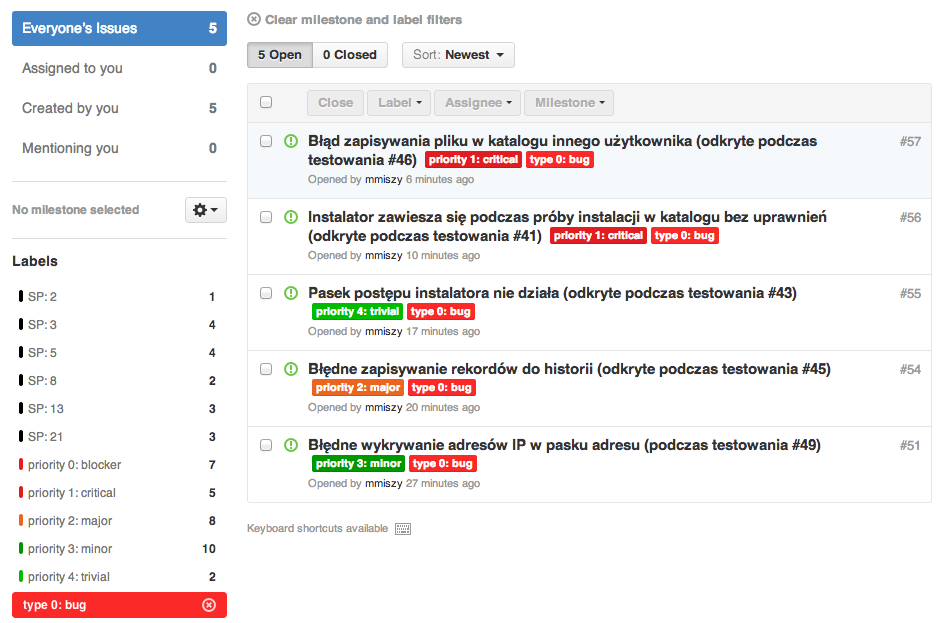 Everyone's Issues 5
Assigned to you 0
Created by you 5
Mentioning you 0
No milestone selected
Labels
SP: 2 1
SP: 3 4
SP: 5 4
SP: 8 2
SP: 13 3
SP: 21 3
priority 0: blocker 7
priority 1: critical 5
priority 2: major 8
priority 3: minor 10
priority 4: trivial 2
type 0: bug
Clear milestone and label filters
5 Open 0 Closed Sort: Newest
Close Label Assignee Milestone
Błąd zapisywania pliku w katalogu innego użytkownika (odkryte podczas #57
testowania #46) priority 1: critical type 0: bug
Opened by mmiszy 6 minutes ago
Instalator zawiesza się podczas próby instalacji w katalogu bez uprawnień #56
(odkryte podczas testowania #41) priority 1: critical type 0: bug
Opened by mmiszy 10 minutes ago
Pasek postępu instalatora nie działa (odkryte podczas testowania #43) #55
priority 4: trivial type 0: bug
Opened by mmiszy 17 minutes ago
Błędne zapisywanie rekordów do historii (odkryte podczas testowania #45) #54
priority 2: major type 0: bug
Opened by mmiszy 20 minutes ago
Błędne wykrywanie adresów IP w pasku adresu (podczas testowania #49) #51
priority 3: minor type 0: bug
Opened by mmiszy 27 minutes ago
Keyboard shortcuts available